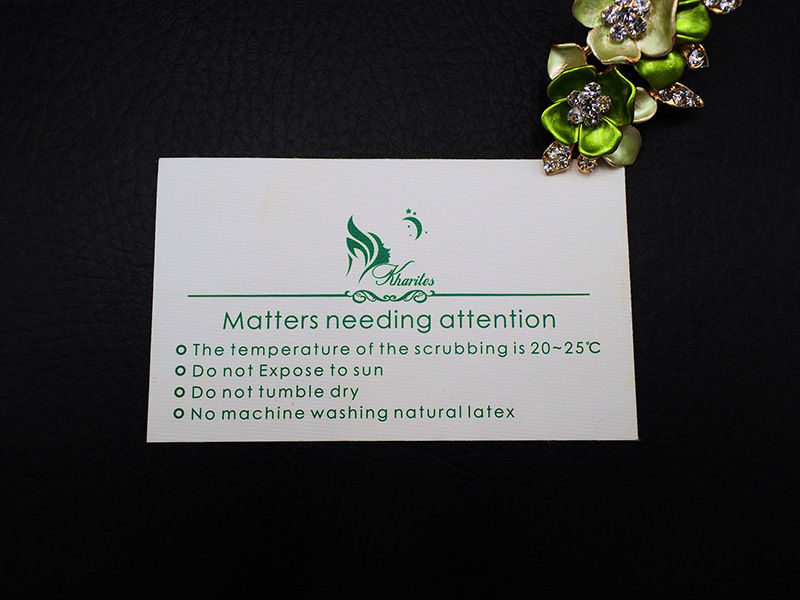 Kharites
Matters needing attention
The temperature of the scrubbing is 20~25℃
Do not Expose to sun
Do not tumble dry
No machine washing natural latex